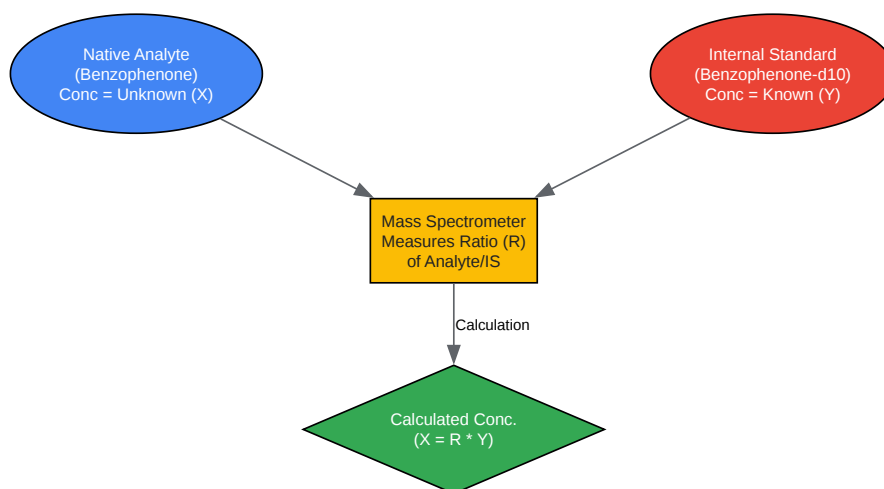 Native Analyte
(Benzophenone)
Conc = Unknown (X)
Internal Standard
(Benzophenone-d10)
Conc = Known (Y)
Mass Spectrometer
Measures Ratio (R)
of Analyte/IS
Calculation
Calculated Conc.
(X = R * Y)